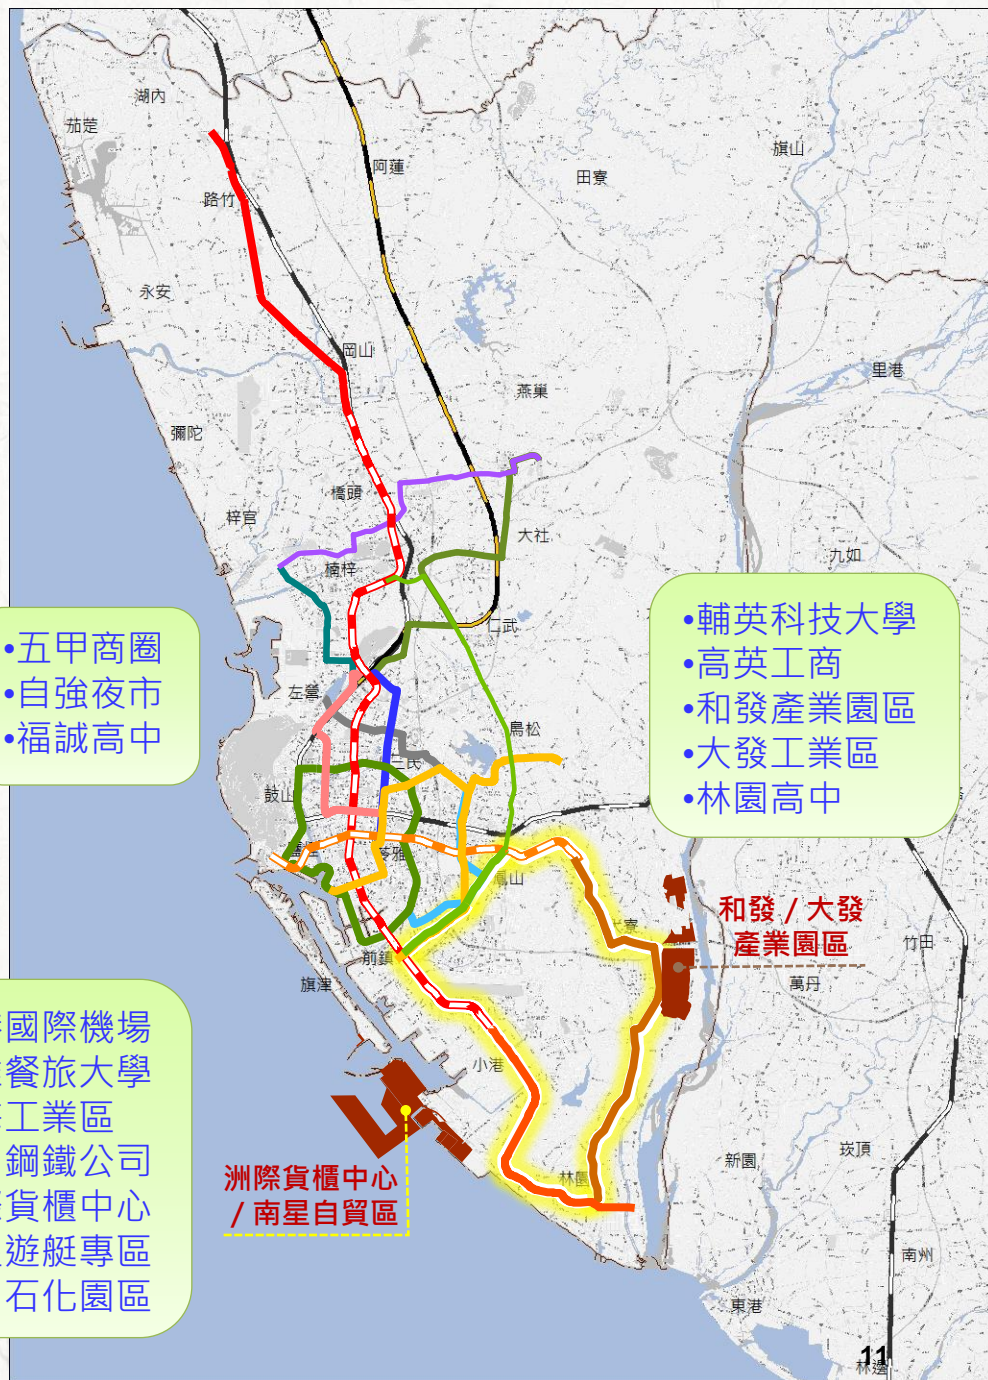 湖內
茄萣
旗山
阿蓮
田寮
路竹
永安
岡山
里港
燕巢
彌陀
橋頭
梓官
大社
九如
楠梓
仁武
•五甲商圈
•自強夜市
•福誠高中
•輔英科技大學
•高英工商
•和發產業園區
•大發工業區
•林園高中
左營
鳥松
三民
鼓山
苓雅
鳳山
寮
和發 / 大發
產業園區
竹田
前鎮
旗津
萬丹
國際機場
餐旅大學
工業區
鋼鐵公司
貨櫃中心
遊艇專區
石化園區
小港
洲際貨櫃中心
/ 南星自貿區
林園
新園
崁頂
南州
東港
林邊
11